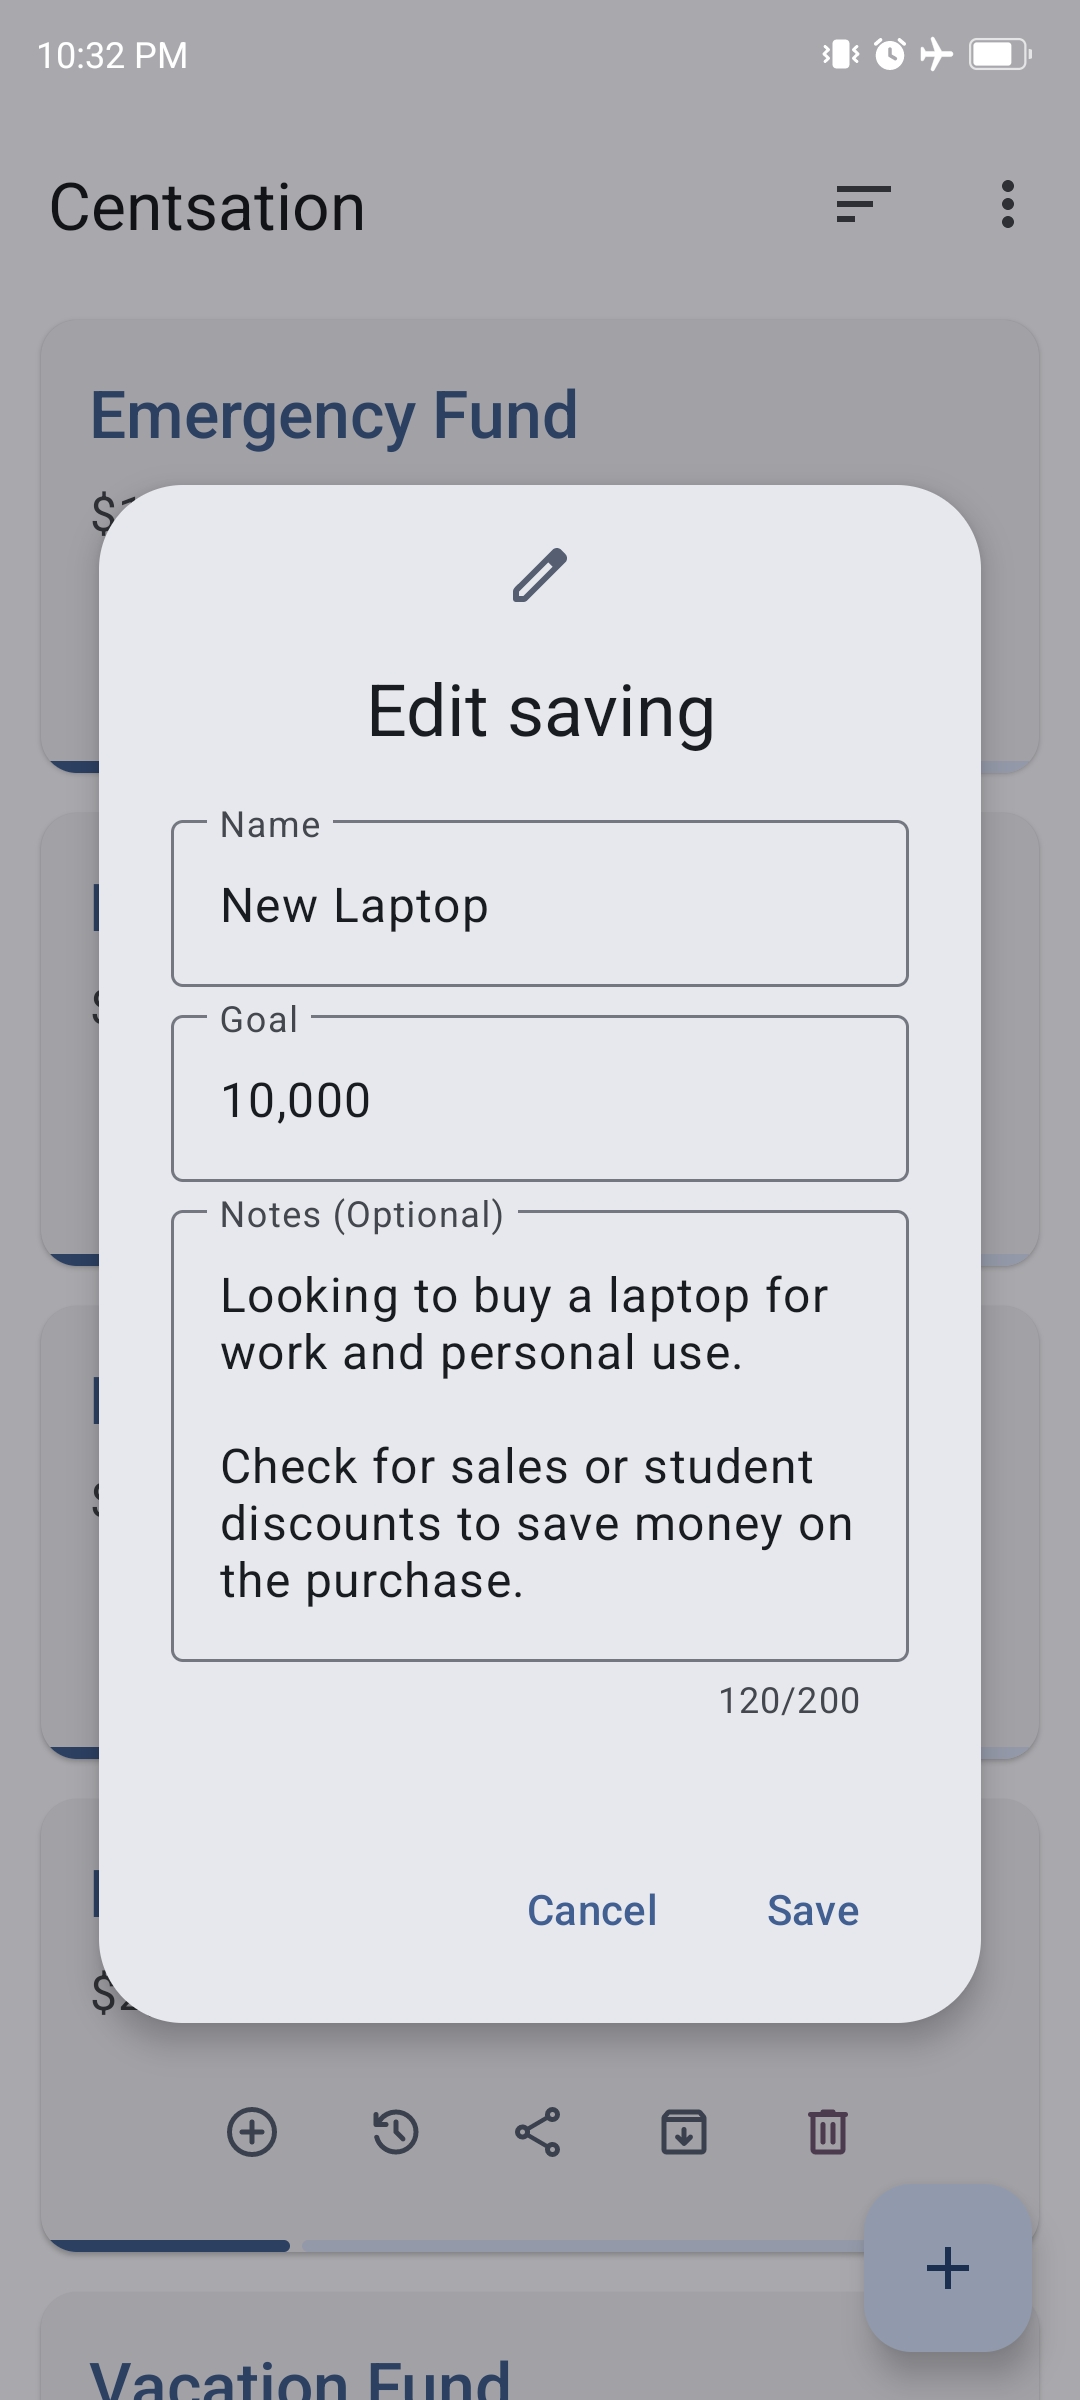 10:32 PM
Centsation
Emergency Fund
Edit saving
Name
New Laptop
Goal
10,000
Notes (Optional)
Looking to buy a laptop for
work and personal use.
Check for sales or student
discounts to save money on
the purchase.
120/200
Cancel Save
Vacation Fund